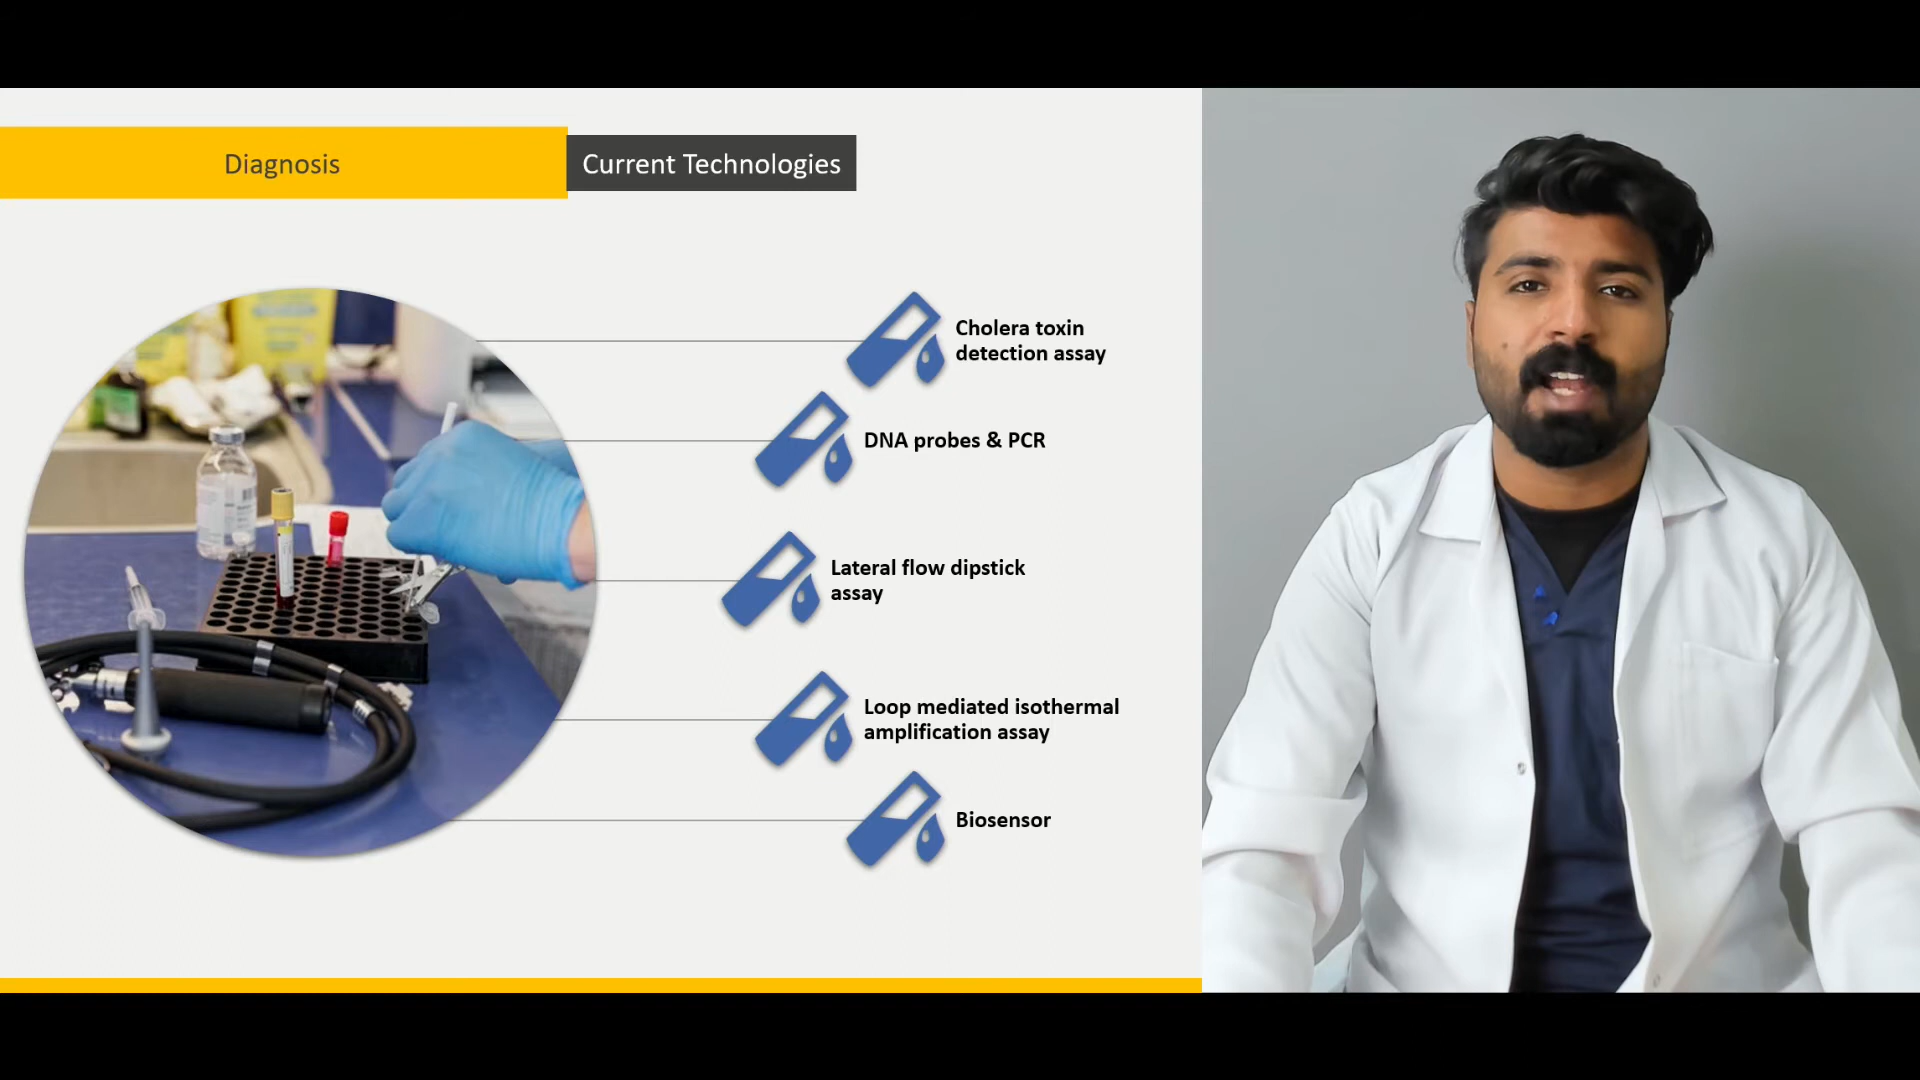 Diagnosis
Current Technologies
Cholera toxin
detection assay
DNA probes & PCR
Lateral flow dipstick
assay
Loop mediated isothermal
amplification assay
Biosensor